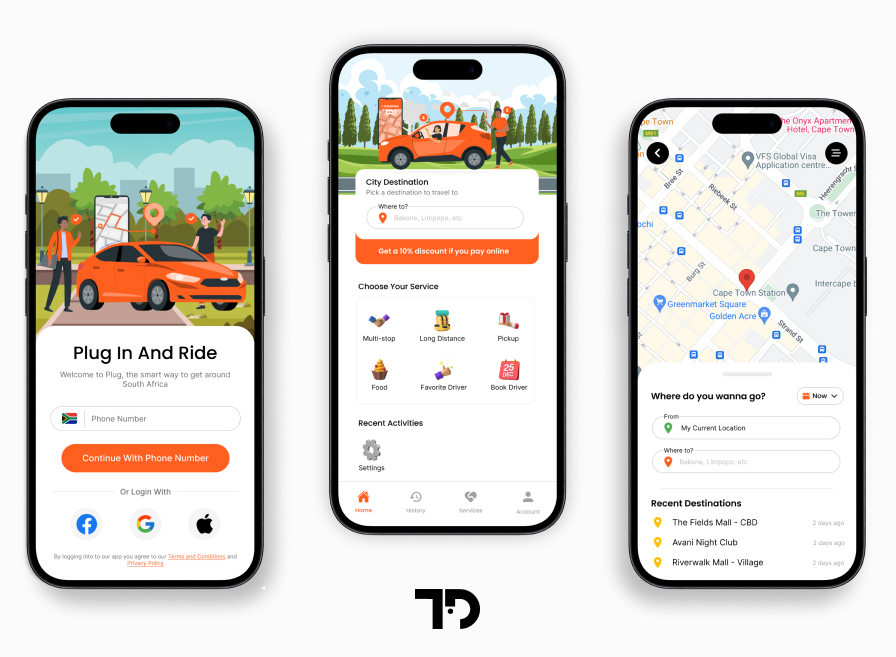 Plug In And Ride
Welcome to Plug, the smart way to get around
South Africa
Phone Number
Continue With Phone Number
Or Login With
By logging into to our app you agree to our Terms and Conditions and
Privacy Policy
City Destination
Pick a destination to travel to
Where to?
Bakone, Limpopo, etc
Get a 10% discount if you pay online
Choose Your Service
Multi-stop
Long Distance
Pickup
25
DEC
Food
Favorite Driver
Book Driver
Recent Activities
Settings
Home
History
Services
Account
pe Town
The Onyx Apartmen
Hotel, Cape Town
M61
VFS Global Visa
Application centre...
Bree St
Riebeek St
Heerengracht
M6
The Tower
ochi
Cape Town
Burg St
Intercape b
Cape Town Station
Greenmarket Square
Golden Acre
Strand St
Where do you wanna go?
Now
From
My Current Location
Where to?
Bakone, Limpopo, etc
Recent Destinations
The Fields Mall - CBD
2 days ago
Avani Night Club
2 days ago
Riverwalk Mall - Village
2 days ago